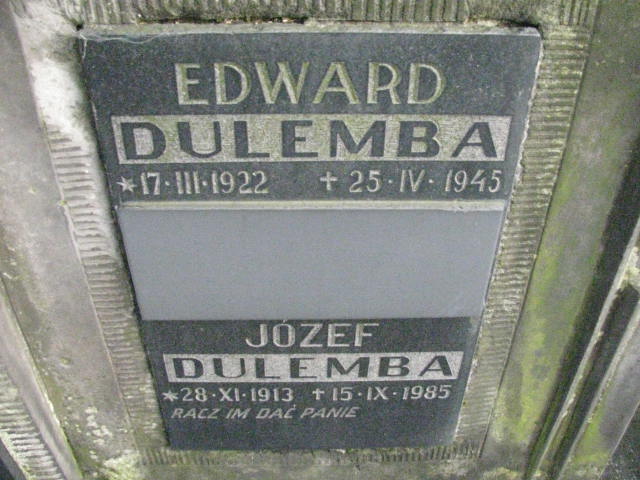 EDWARD
DULEMBA
*17·III·1922 +25·IV·1945
JÓZEF
DULEMBA
*28·XI·1913 +15·IX·1985
RACZ IM DAĆ PANIE